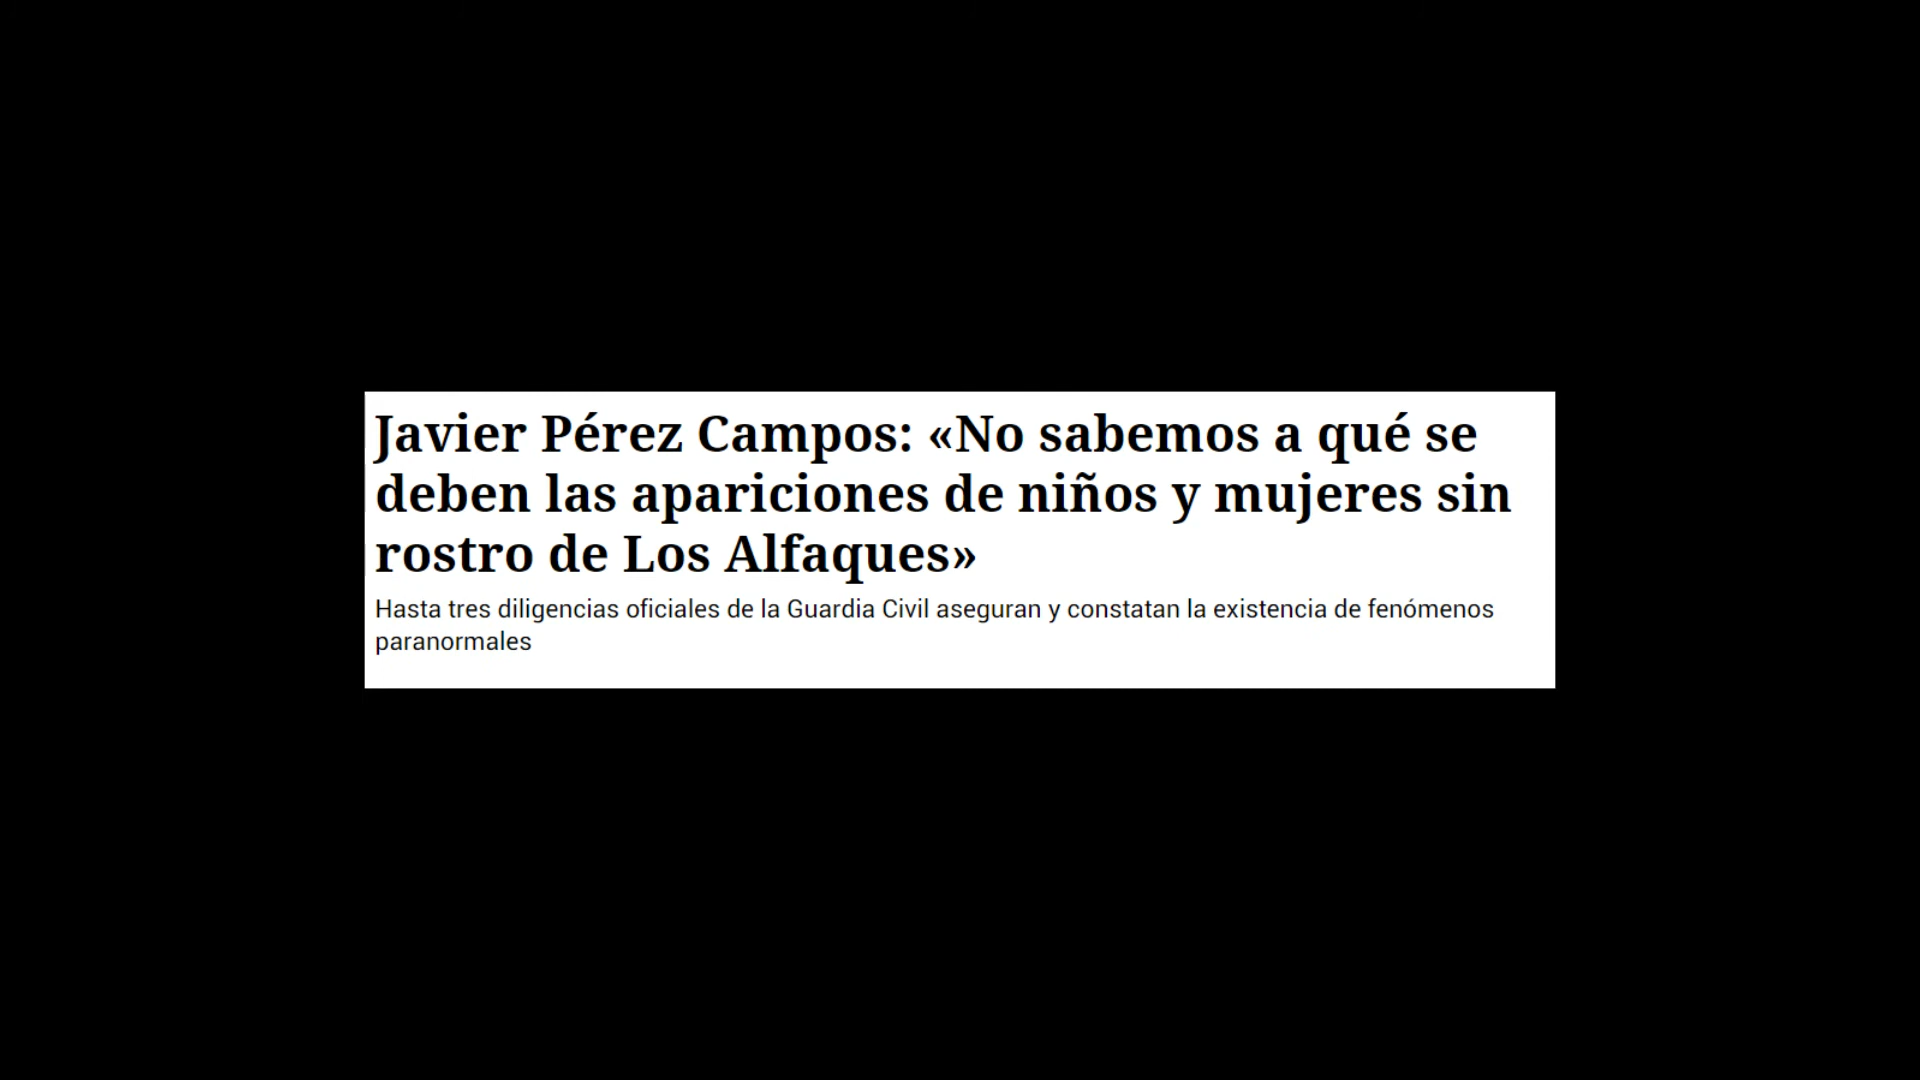 Javier Pérez Campos: «No sabemos a qué se
deben las apariciones de niños y mujeres sin
rostro de Los Alfaques»
Hasta tres diligencias oficiales de la Guardia Civil aseguran y constatan la existencia de fenómenos
paranormales